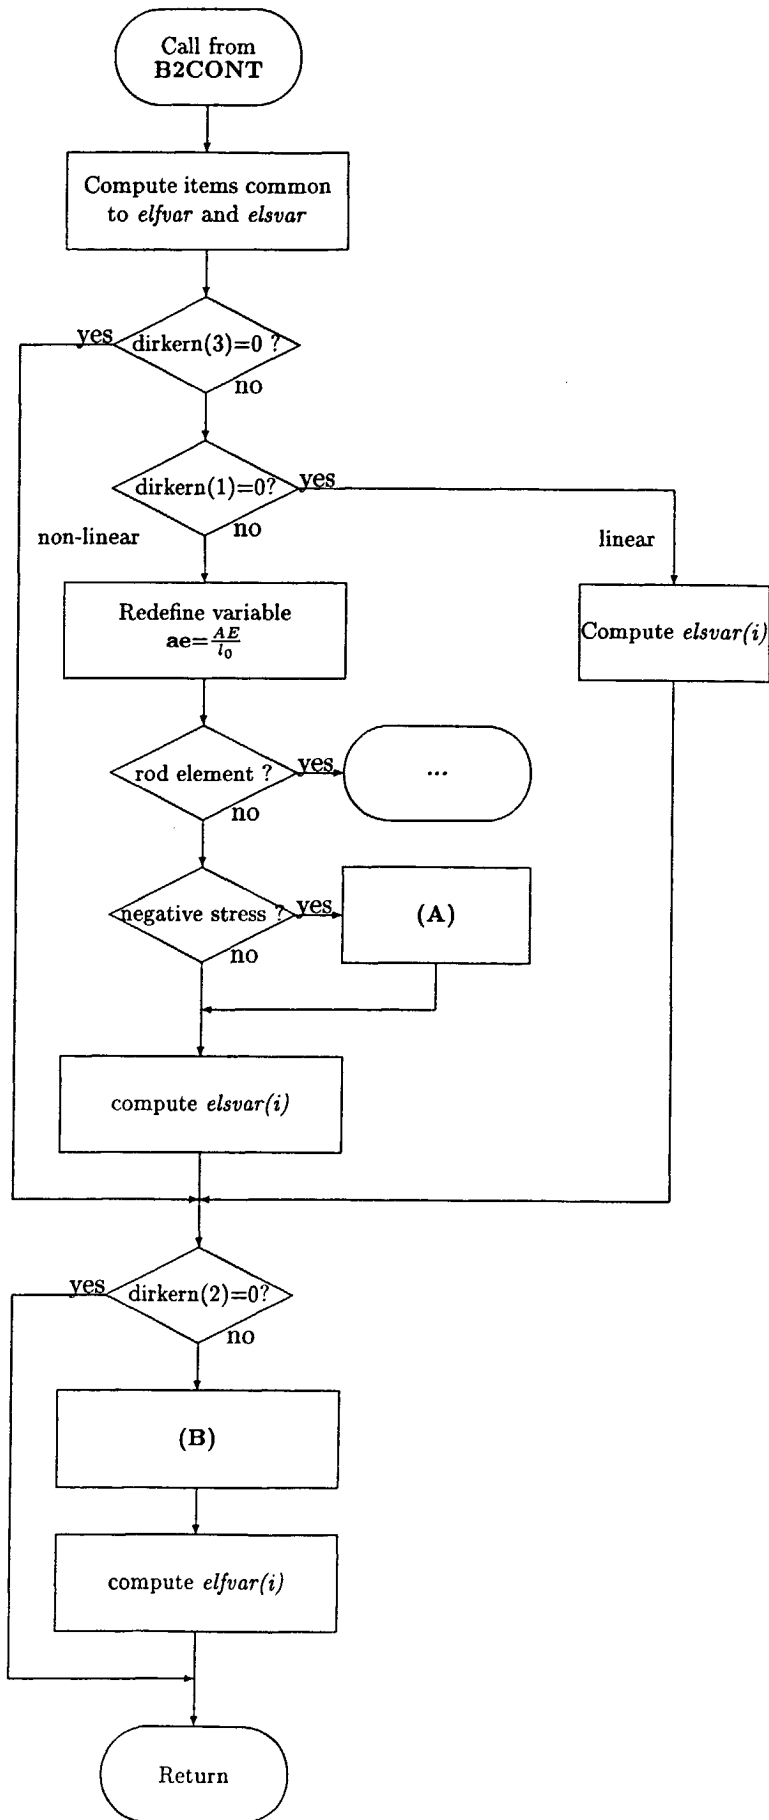 Call from
B2CONT
Compute items common
to elfvar and elsvar
yes
dirkern(3)=0 ?
no
dirkern(1)=0?
yes
no
non-linear
linear
Redefine variable
ae=\frac{AE}{l_0}
Compute elsvar(i)
rod element ?
yes
...
no
negative stress ?
yes
(A)
no
compute elsvar(i)
yes
dirkern(2)=0?
no
(B)
compute elfvar(i)
Return